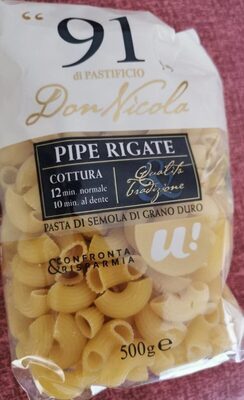 “ 91
di PASTIFICIO
Don Nicola
PIPE RIGATE
COTTURA
12 min. normale
10 min. al dente
Qualità
& Tradizione
PASTA DI SEMOLA DI GRANO DURO
u!
CONFRONTA
& RISPARMIA
500g e